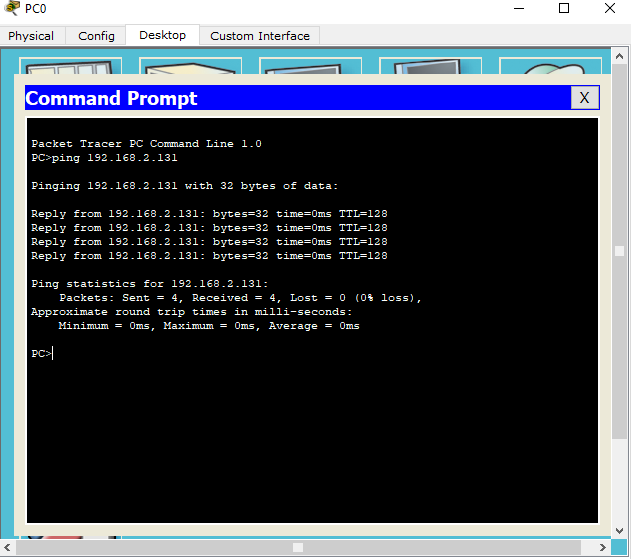 PC0
Physical Config Desktop Custom Interface
Command Prompt X
Packet Tracer PC Command Line 1.0
PC>ping 192.168.2.131
Pinging 192.168.2.131 with 32 bytes of data:
Reply from 192.168.2.131: bytes=32 time=0ms TTL=128
Reply from 192.168.2.131: bytes=32 time=0ms TTL=128
Reply from 192.168.2.131: bytes=32 time=0ms TTL=128
Reply from 192.168.2.131: bytes=32 time=0ms TTL=128
Ping statistics for 192.168.2.131:
    Packets: Sent = 4, Received = 4, Lost = 0 (0% loss),
Approximate round trip times in milli-seconds:
    Minimum = 0ms, Maximum = 0ms, Average = 0ms
PC>